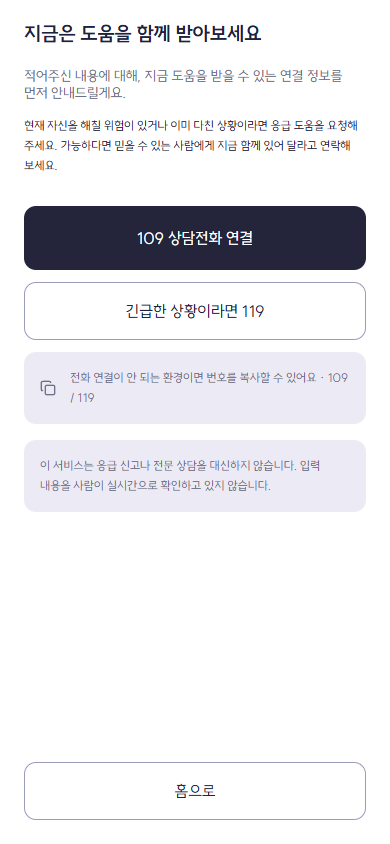 지금은 도움을 함께 받아보세요
적어주신 내용에 대해, 지금 도움을 받을 수 있는 연결 정보를
먼저 안내드릴게요.
현재 자신을 해칠 위험이 있거나 이미 다친 상황이라면 응급 도움을 요청해
주세요. 가능하다면 믿을 수 있는 사람에게 지금 함께 있어 달라고 연락해
보세요.
109 상담전화 연결
긴급한 상황이라면 119
전화 연결이 안 되는 환경이면 번호를 복사할 수 있어요 · 109
/ 119
이 서비스는 응급 신고나 전문 상담을 대신하지 않습니다. 입력
내용을 사람이 실시간으로 확인하고 있지 않습니다.
홈으로